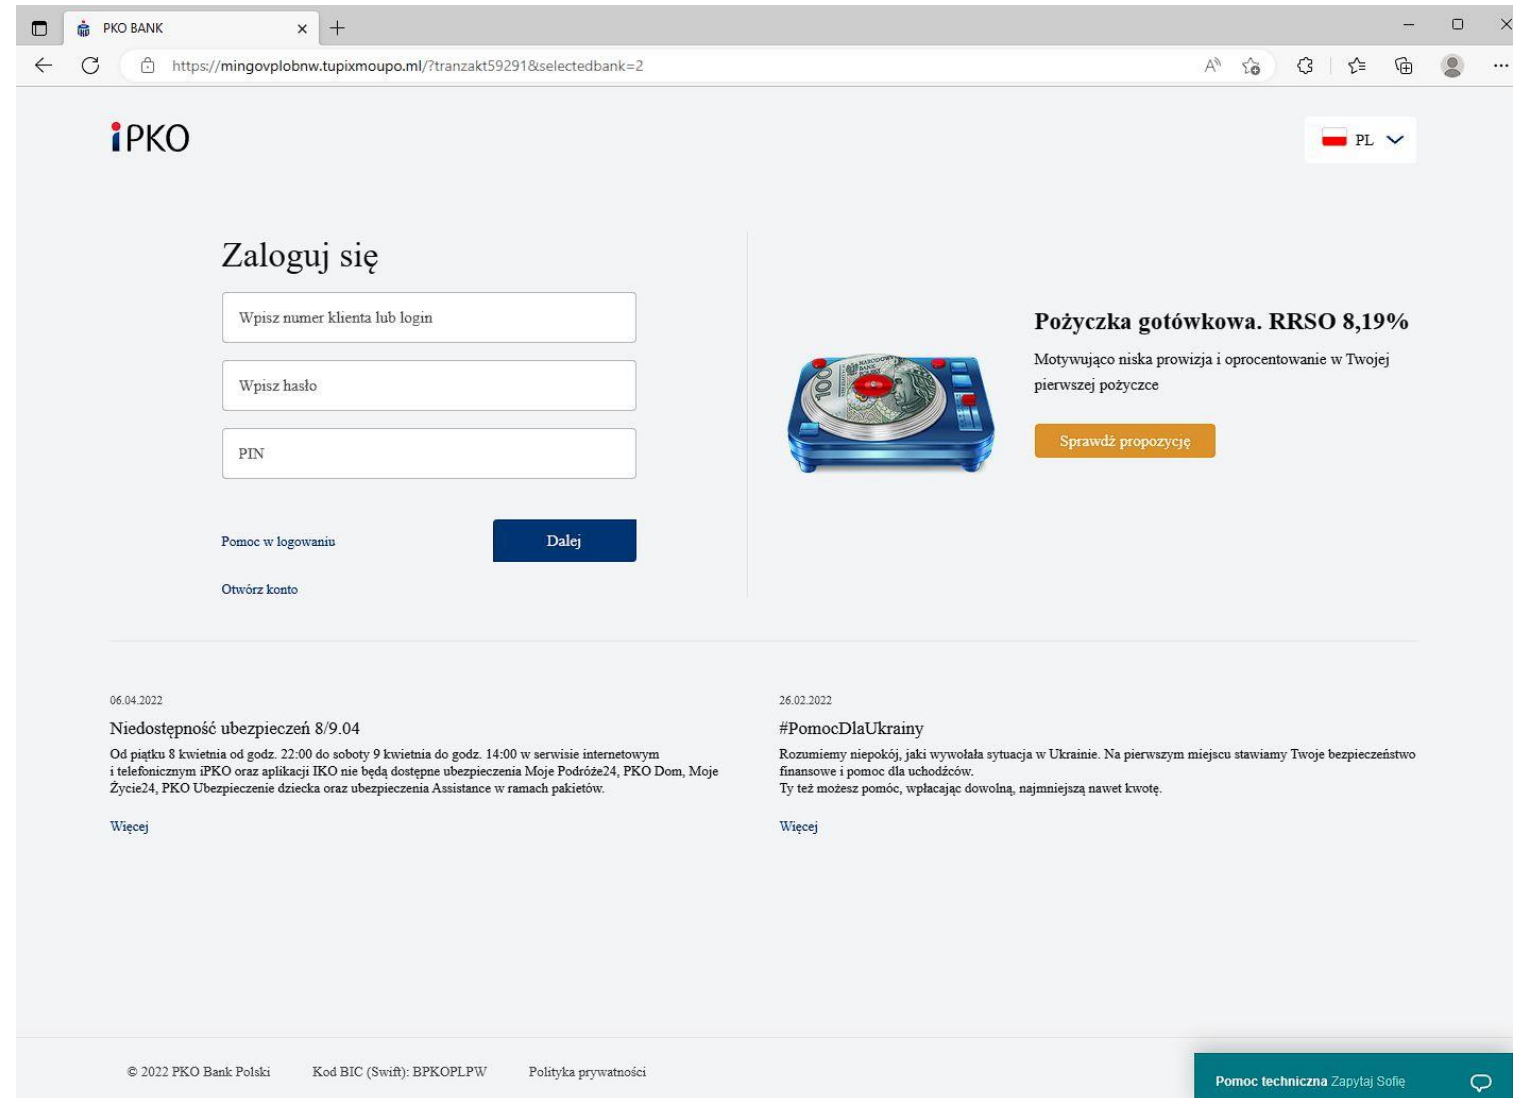 PKO BANK
https://mingovplobnw.tupixmoupo.ml/?tranzakt59291&selectedbank=2
iPKO
PL
Zaloguj się
Wpisz numer klienta lub login
Wpisz hasło
PIN
Pomoc w logowaniu
Dalej
Otwórz konto
Pożyczka gotówkowa. RRSO 8,19%
Motywująco niska prowizja i oprocentowanie w Twojej
pierwszej pożyczce
Sprawdź propozycję
06.04.2022
Niedostępność ubezpieczeń 8/9.04
Od piątku 8 kwietnia od godz. 22:00 do soboty 9 kwietnia do godz. 14:00 w serwisie internetowym
i telefonicznym iPKO oraz aplikacji IKO nie będą dostępne ubezpieczenia Moje Podróże24, PKO Dom, Moje
Życie24, PKO Ubezpieczenie dziecka oraz ubezpieczenia Assistance w ramach pakietów.
Więcej
26.02.2022
#PomocDlaUkrainy
Rozumiemy niepokój, jaki wywołała sytuacja w Ukrainie. Na pierwszym miejscu stawiamy Twoje bezpieczeństwo
finansowe i pomoc dla uchodźców.
Ty też możesz pomóc, wpłacając dowolną, najmniejszą nawet kwotę.
Więcej
© 2022 PKO Bank Polski
Kod BIC (Swift): BPKOPLPW
Polityka prywatności
Pomoc techniczna Zapytaj Sofię